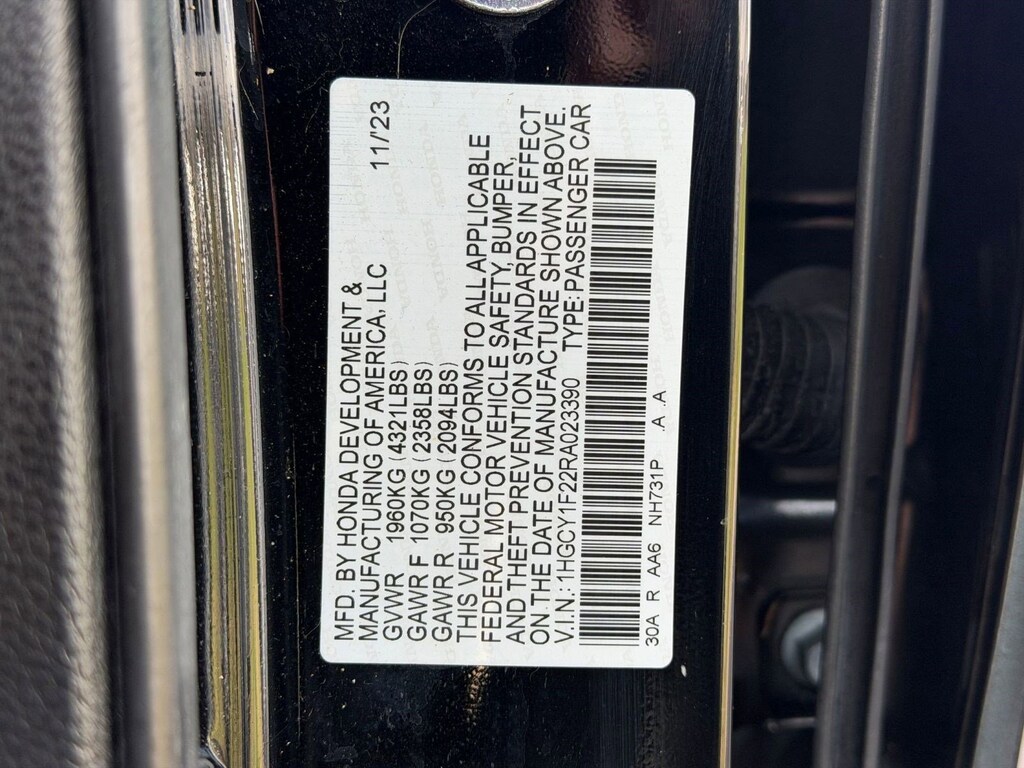 MFD. BY HONDA DEVELOPMENT &
MANUFACTURING OF AMERICA, LLC 11/'23
GVWR 1960KG (4321LBS)
GAWR F 1070KG (2358LBS)
GAWR R 950KG (2094LBS)
THIS VEHICLE CONFORMS TO ALL APPLICABLE
FEDERAL MOTOR VEHICLE SAFETY, BUMPER,
AND THEFT PREVENTION STANDARDS IN EFFECT
ON THE DATE OF MANUFACTURE SHOWN ABOVE.
V.I.N.: 1HGCY1F22RA023390 TYPE: PASSENGER CAR
30A R AA6 NH731P .A .A